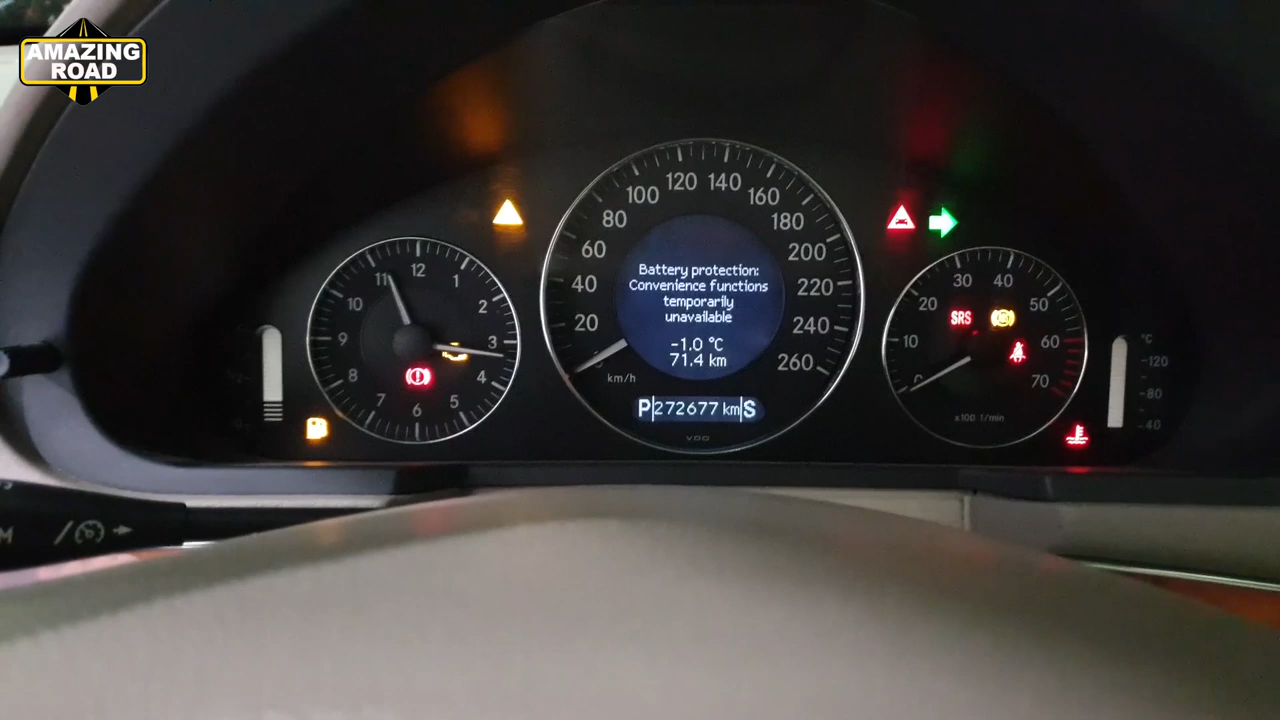 AMAZING
ROAD
Battery protection:
Convenience functions
temporarily
unavailable
-1.0 °C
71.4 km
P 272677 km S
VDO
km/h
20
40
60
80
100
120
140
160
180
200
220
240
260
12
1
2
3
4
5
6
7
8
9
10
11
10
20
30
40
50
60
70
0
x100 1/min
SRS
°C
120
80
40